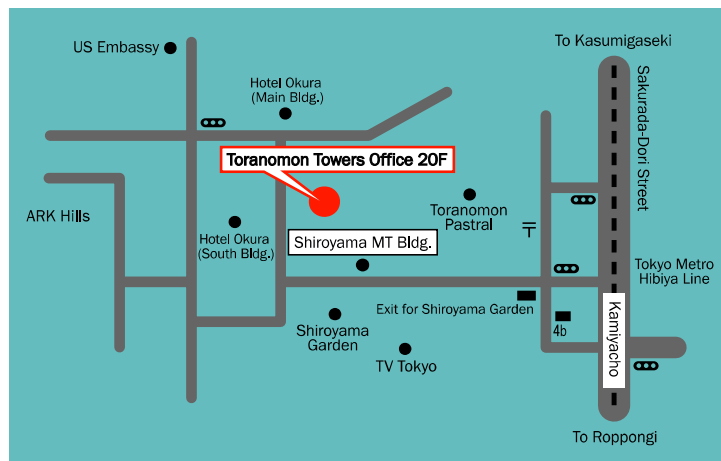 US Embassy
To Kasumigaseki
Hotel Okura
(Main Bldg.)
Sakurada-Dori Street
Toranomon Towers Office 20F
ARK Hills
Hotel Okura
(South Bldg.)
Toranomon
Pastral
〒
Shiroyama MT Bldg.
Tokyo Metro
Hibiya Line
Exit for Shiroyama Garden
Kamiyacho
4b
Shiroyama
Garden
TV Tokyo
To Roppongi